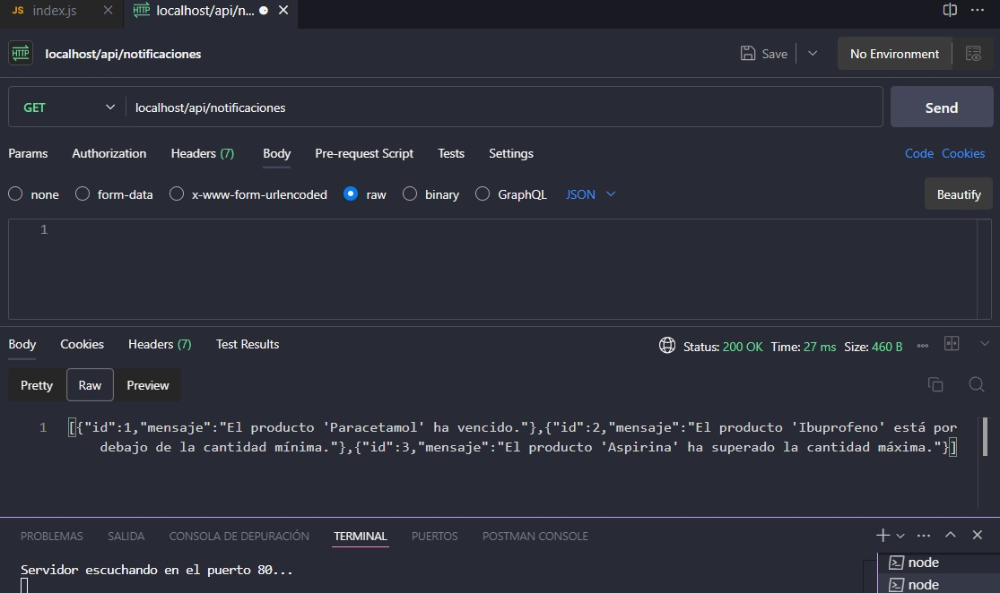 JS index.js
HTTP localhost/api/n...
HTTP localhost/api/notificaciones
Save
No Environment
GET
localhost/api/notificaciones
Send
Params Authorization Headers (7) Body Pre-request Script Tests Settings
Code Cookies
none form-data x-www-form-urlencoded raw binary GraphQL JSON
Beautify
1
Body Cookies Headers (7) Test Results
Status: 200 OK Time: 27 ms Size: 460 B
Pretty Raw Preview
1 [{"id":1,"mensaje":"El producto 'Paracetamol' ha vencido."},{"id":2,"mensaje":"El producto 'Ibuprofeno' está por
debajo de la cantidad mínima."},{"id":3,"mensaje":"El producto 'Aspirina' ha superado la cantidad máxima."}]
PROBLEMAS SALIDA CONSOLA DE DEPURACIÓN TERMINAL PUERTOS POSTMAN CONSOLE
Servidor escuchando en el puerto 80...
node
node